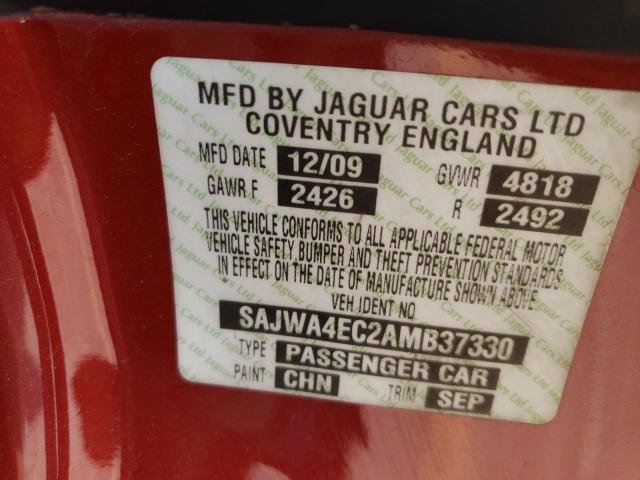 MFD BY JAGUAR CARS LTD
COVENTRY ENGLAND
MFD DATE 12/09 GVWR 4818
GAWR F 2426 R 2492
THIS VEHICLE CONFORMS TO ALL APPLICABLE FEDERAL MOTOR
VEHICLE SAFETY, BUMPER AND THEFT PREVENTION STANDARDS
IN EFFECT ON THE DATE OF MANUFACTURE SHOWN ABOVE
VEH IDENT NO
SAJWA4EC2AMB37330
TYPE PASSENGER CAR
PAINT CHN TRIM SEP